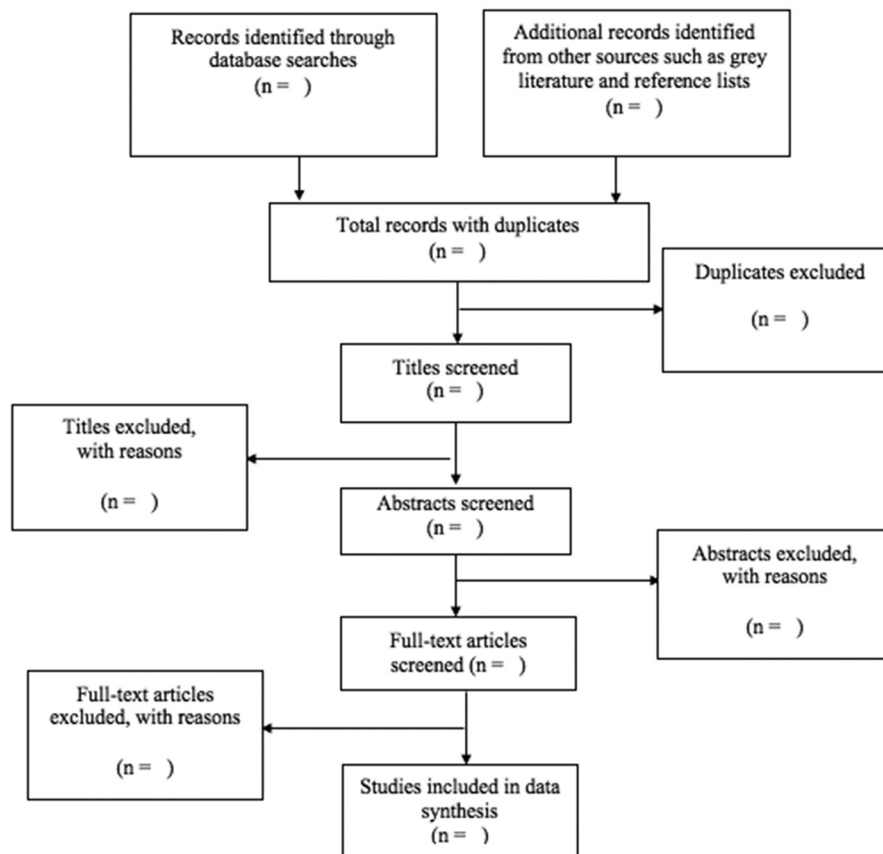 Records identified through
database searches
(n =   )
Additional records identified
from other sources such as grey
literature and reference lists
(n =   )
Total records with duplicates
(n =   )
Duplicates excluded
(n =   )
Titles screened
(n =   )
Titles excluded,
with reasons
(n =   )
Abstracts screened
(n =   )
Abstracts excluded,
with reasons
(n =   )
Full-text articles
screened (n =   )
Full-text articles
excluded, with reasons
(n =   )
Studies included in data
synthesis
(n =   )